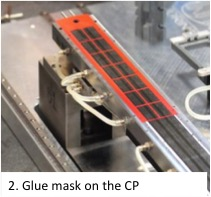 2. Glue mask on the CP